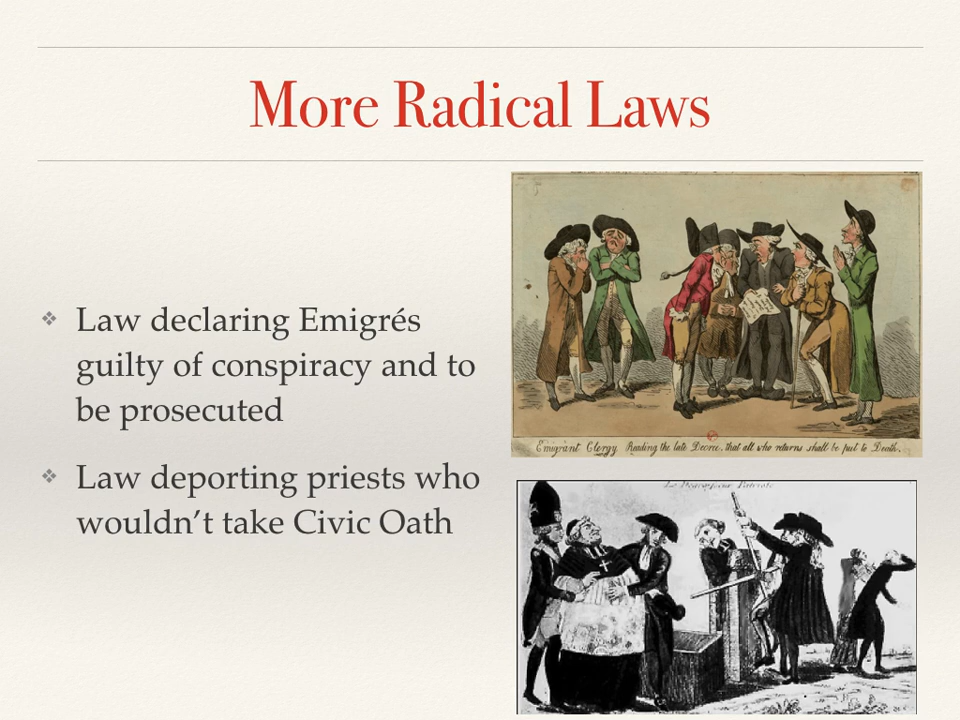 More Radical Laws
Law declaring Emigrés
guilty of conspiracy and to
be prosecuted
Law deporting priests who
wouldn't take Civic Oath
Emigrant Clergy Reading the late Decree, that all who returns shall be put to Death.